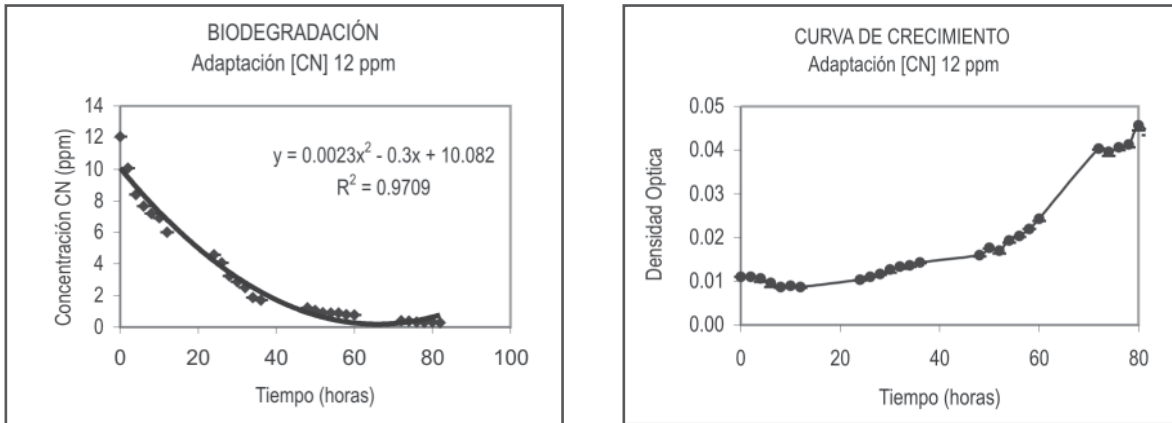 BIODEGRADACIÓN
Adaptación [CN] 12 ppm
14
12
10
8
6
4
2
0
Concentración CN (ppm)
y = 0.0023x² - 0.3x + 10.082
R² = 0.9709
0 20 40 60 80 100
Tiempo (horas)
CURVA DE CRECIMIENTO
Adaptación [CN] 12 ppm
0.05
0.04
0.03
0.02
0.01
0.00
Densidad Optica
0 20 40 60 80
Tiempo (horas)